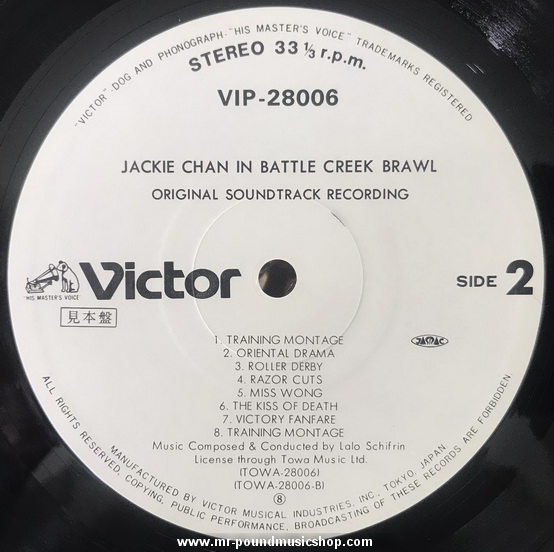 "VICTOR"-DOG AND PHONOGRAPH-"HIS MASTER'S VOICE" TRADEMARKS REGISTERED
STEREO 33 1/3 r.p.m.
VIP-28006
JACKIE CHAN IN BATTLE CREEK BRAWL
ORIGINAL SOUNDTRACK RECORDING
Victor
"HIS MASTER'S VOICE"
見本盤
SIDE 2
JASRAC
1. TRAINING MONTAGE
2. ORIENTAL DRAMA
3. ROLLER DERBY
4. RAZOR CUTS
5. MISS WONG
6. THE KISS OF DEATH
7. VICTORY FANFARE
8. TRAINING MONTAGE
Music Composed & Conducted by Lalo Schifrin
License through Towa Music Ltd.
(TOWA-28006)
(TOWA-28006-B)
⑧
MANUFACTURED BY VICTOR MUSICAL INDUSTRIES, INC., TOKYO, JAPAN
ALL RIGHTS RESERVED. COPYING, PUBLIC PERFORMANCE, BROADCASTING OF THESE RECORDS ARE FORBIDDEN
www.mr-poundmusicshop.com